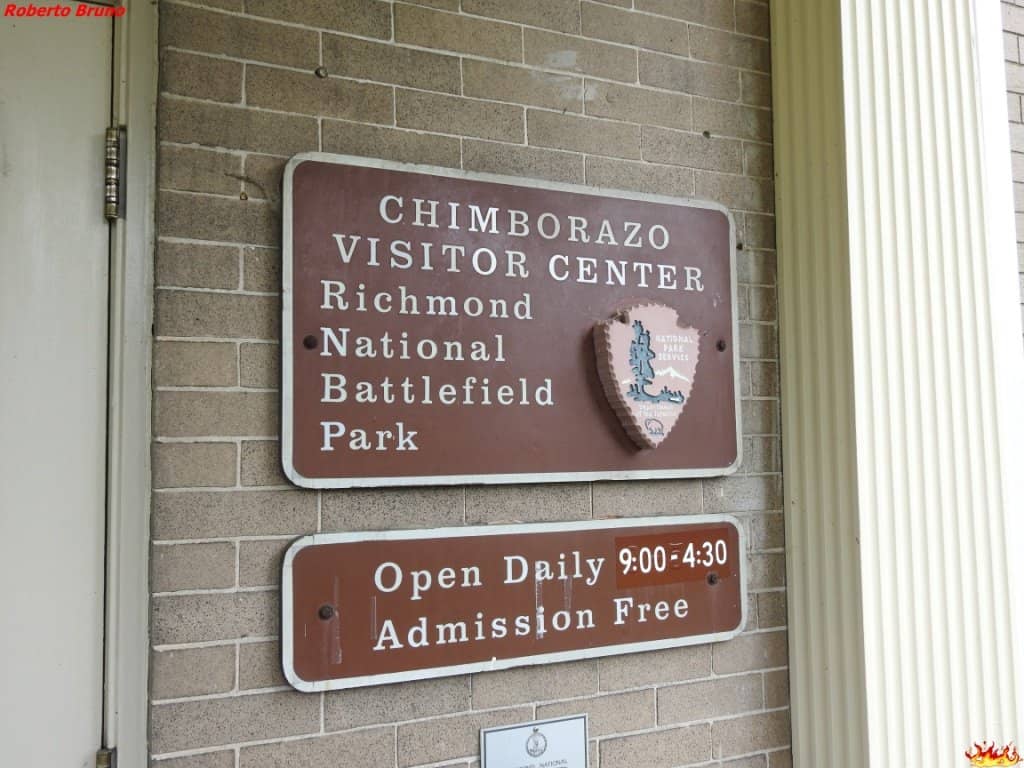 Roberto Bruno
CHIMBORAZO
VISITOR CENTER
Richmond
National
Battlefield
Park
NATIONAL
PARK
SERVICE
Open Daily 9:00-4:30
Admission Free
NATIONAL